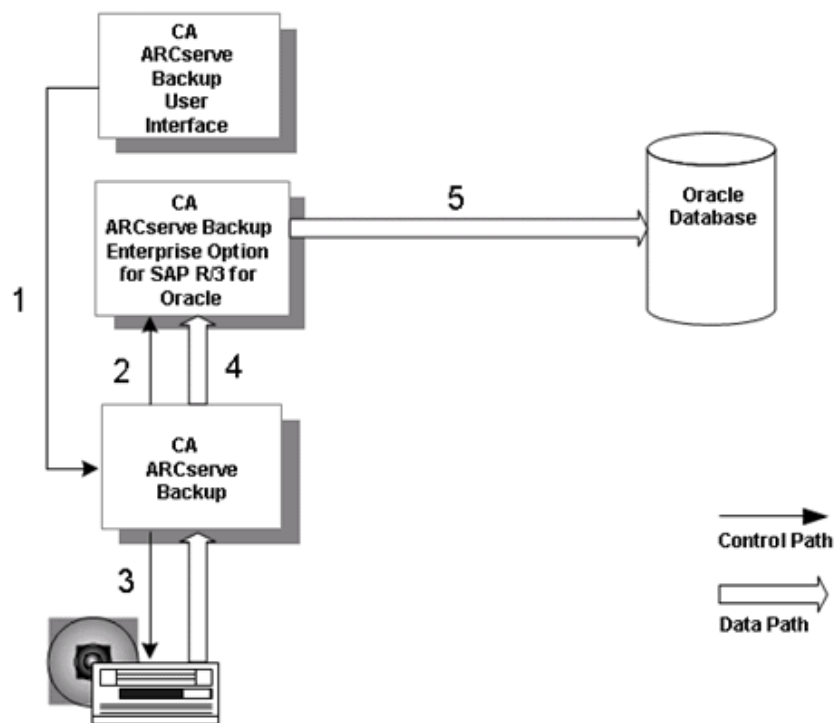 CA
ARCserve
Backup
User
Interface
CA
ARCserve Backup
Enterprise Option
for SAP R/3 for
Oracle
5
Oracle
Database
1
2
4
CA
ARCserve
Backup
3
Control Path
Data Path